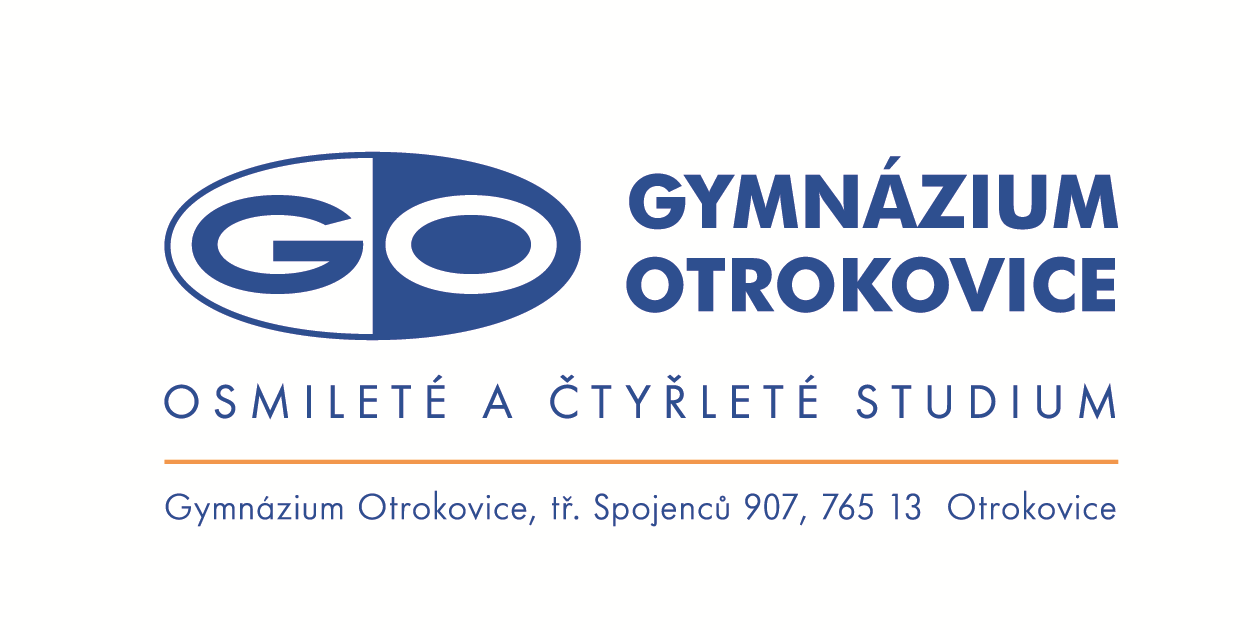 GO
GYMNÁZIUM
OTROKOVICE
OSMILETÉ A ČTYŘLETÉ STUDIUM
Gymnázium Otrokovice, tř. Spojenců 907, 765 13 Otrokovice